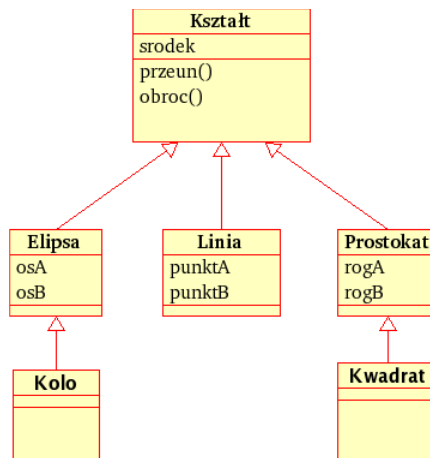 Kształt
srodek
przeun()
obroc()
Elipsa
osA
osB
Linia
punktA
punktB
Prostokat
rogA
rogB
Kolo
Kwadrat